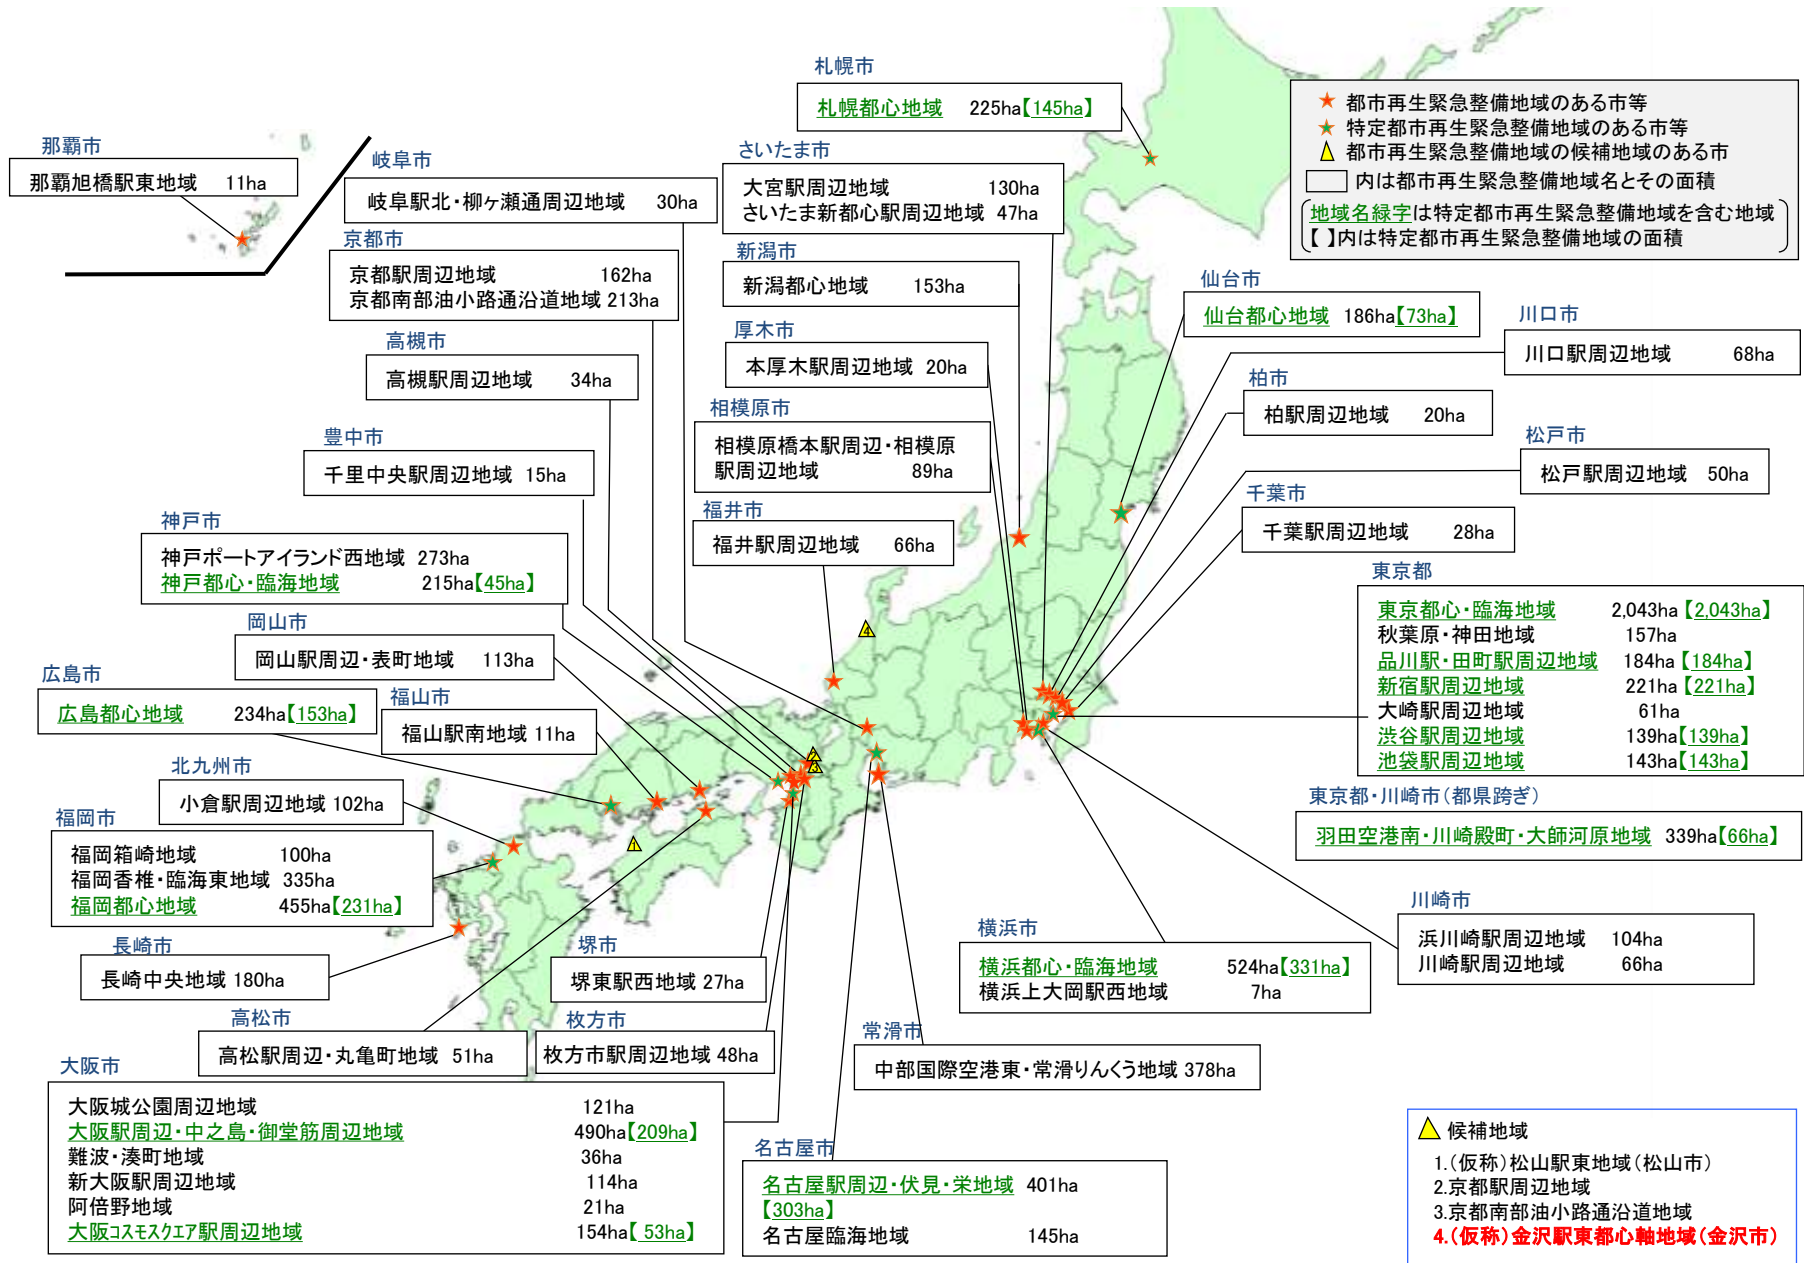 札幌市
札幌都心地域 225ha【145ha】
★ 都市再生緊急整備地域のある市等
★ 特定都市再生緊急整備地域のある市等
△ 都市再生緊急整備地域の候補地域のある市
内は都市再生緊急整備地域名とその面積
地域名緑字は特定都市再生緊急整備地域を含む地域
【 】内は特定都市再生緊急整備地域の面積
那覇市
那覇旭橋駅東地域 11ha
岐阜市
岐阜駅北・柳ヶ瀬通周辺地域 30ha
さいたま市
大宮駅周辺地域 130ha
さいたま新都心駅周辺地域 47ha
京都市
京都駅周辺地域 162ha
京都南部油小路通沿道地域 213ha
新潟市
新潟都心地域 153ha
仙台市
仙台都心地域 186ha【73ha】
川口市
川口駅周辺地域 68ha
高槻市
高槻駅周辺地域 34ha
厚木市
本厚木駅周辺地域 20ha
柏市
柏駅周辺地域 20ha
相模原市
相模原橋本駅周辺・相模原
駅周辺地域 89ha
豊中市
千里中央駅周辺地域 15ha
松戸市
松戸駅周辺地域 50ha
千葉市
千葉駅周辺地域 28ha
福井市
福井駅周辺地域 66ha
神戸市
神戸ポートアイランド西地域 273ha
神戸都心・臨海地域 215ha【45ha】
東京都
東京都心・臨海地域 2,043ha【2,043ha】
秋葉原・神田地域 157ha
品川駅・田町駅周辺地域 184ha【184ha】
新宿駅周辺地域 221ha【221ha】
大崎駅周辺地域 61ha
渋谷駅周辺地域 139ha【139ha】
池袋駅周辺地域 143ha【143ha】
岡山市
岡山駅周辺・表町地域 113ha
広島市
広島都心地域 234ha【153ha】
福山市
福山駅南地域 11ha
北九州市
小倉駅周辺地域 102ha
東京都・川崎市（都県跨ぎ）
羽田空港南・川崎殿町・大師河原地域 339ha【66ha】
福岡市
福岡箱崎地域 100ha
福岡香椎・臨海東地域 335ha
福岡都心地域 455ha【231ha】
4
2
3
1
川崎市
浜川崎駅周辺地域 104ha
川崎駅周辺地域 66ha
長崎市
長崎中央地域 180ha
堺市
堺東駅西地域 27ha
横浜市
横浜都心・臨海地域 524ha【331ha】
横浜上大岡駅西地域 7ha
高松市
高松駅周辺・丸亀町地域 51ha
枚方市
枚方市駅周辺地域 48ha
常滑市
中部国際空港東・常滑りんくう地域 378ha
大阪市
大阪城公園周辺地域 121ha
大阪駅周辺・中之島・御堂筋周辺地域 490ha【209ha】
難波・湊町地域 36ha
新大阪駅周辺地域 114ha
阿倍野地域 21ha
大阪コスモスクエア駅周辺地域 154ha【 53ha】
名古屋市
名古屋駅周辺・伏見・栄地域 401ha
【303ha】
名古屋臨海地域 145ha
△ 候補地域
1.（仮称）松山駅東地域（松山市）
2.京都駅周辺地域
3.京都南部油小路通沿道地域
4.（仮称）金沢駅東都心軸地域（金沢市）